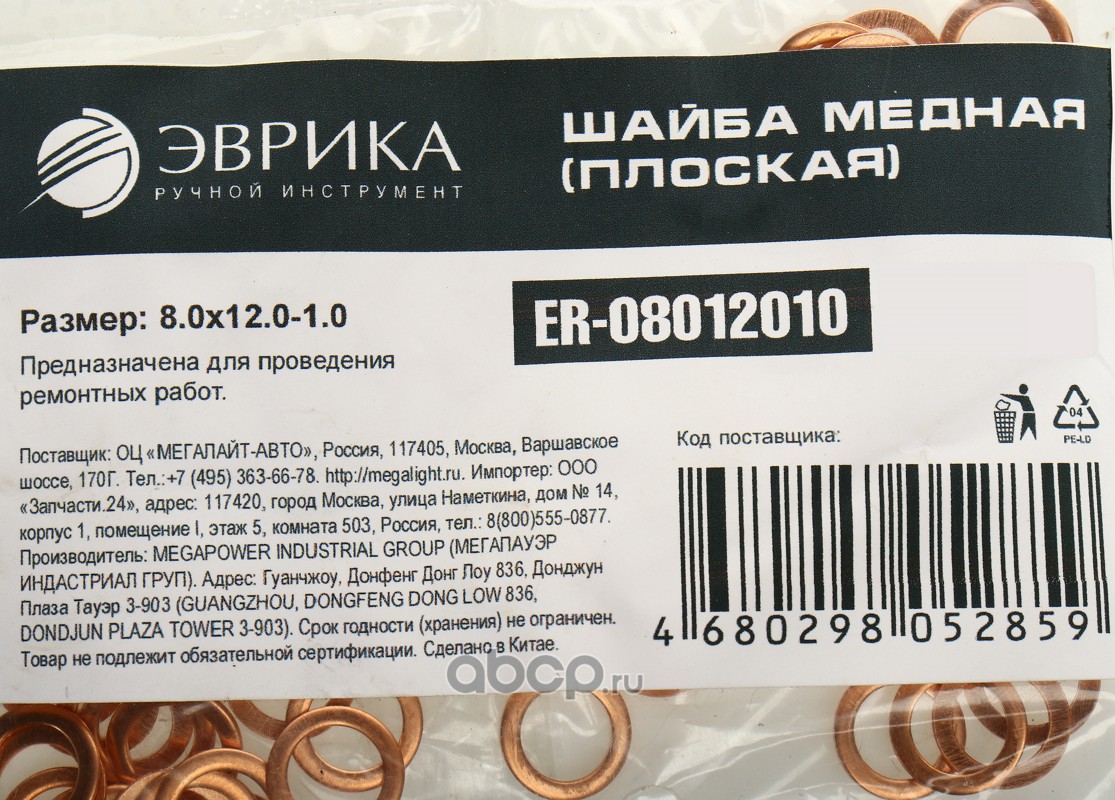 ЭВРИКА
РУЧНОЙ ИНСТРУМЕНТ
ШАЙБА МЕДНАЯ
(ПЛОСКАЯ)
Размер: 8.0x12.0-1.0
ER-08012010
Предназначена для проведения
ремонтных работ.
Поставщик: ОЦ «МЕГАЛАЙТ-АВТО», Россия, 117405, Москва, Варшавское
шоссе, 170Г. Тел.:+7 (495) 363-66-78. http://megalight.ru. Импортер: ООО
«Запчасти.24», адрес: 117420, город Москва, улица Наметкина, дом № 14,
корпус 1, помещение I, этаж 5, комната 503, Россия, тел.: 8(800)555-0877.
Производитель: MEGAPOWER INDUSTRIAL GROUP (МЕГАПАУЭР
ИНДАСТРИАЛ ГРУП). Адрес: Гуанчжоу, Донфенг Донг Лоу 836, Донджун
Плаза Тауэр 3-903 (GUANGZHOU, DONGFENG DONG LOW 836,
DONDJUN PLAZA TOWER 3-903). Срок годности (хранения) не ограничен.
Товар не подлежит обязательной сертификации. Сделано в Китае.
Код поставщика:
04
PE-LD
4 680298 052859
abcp.ru